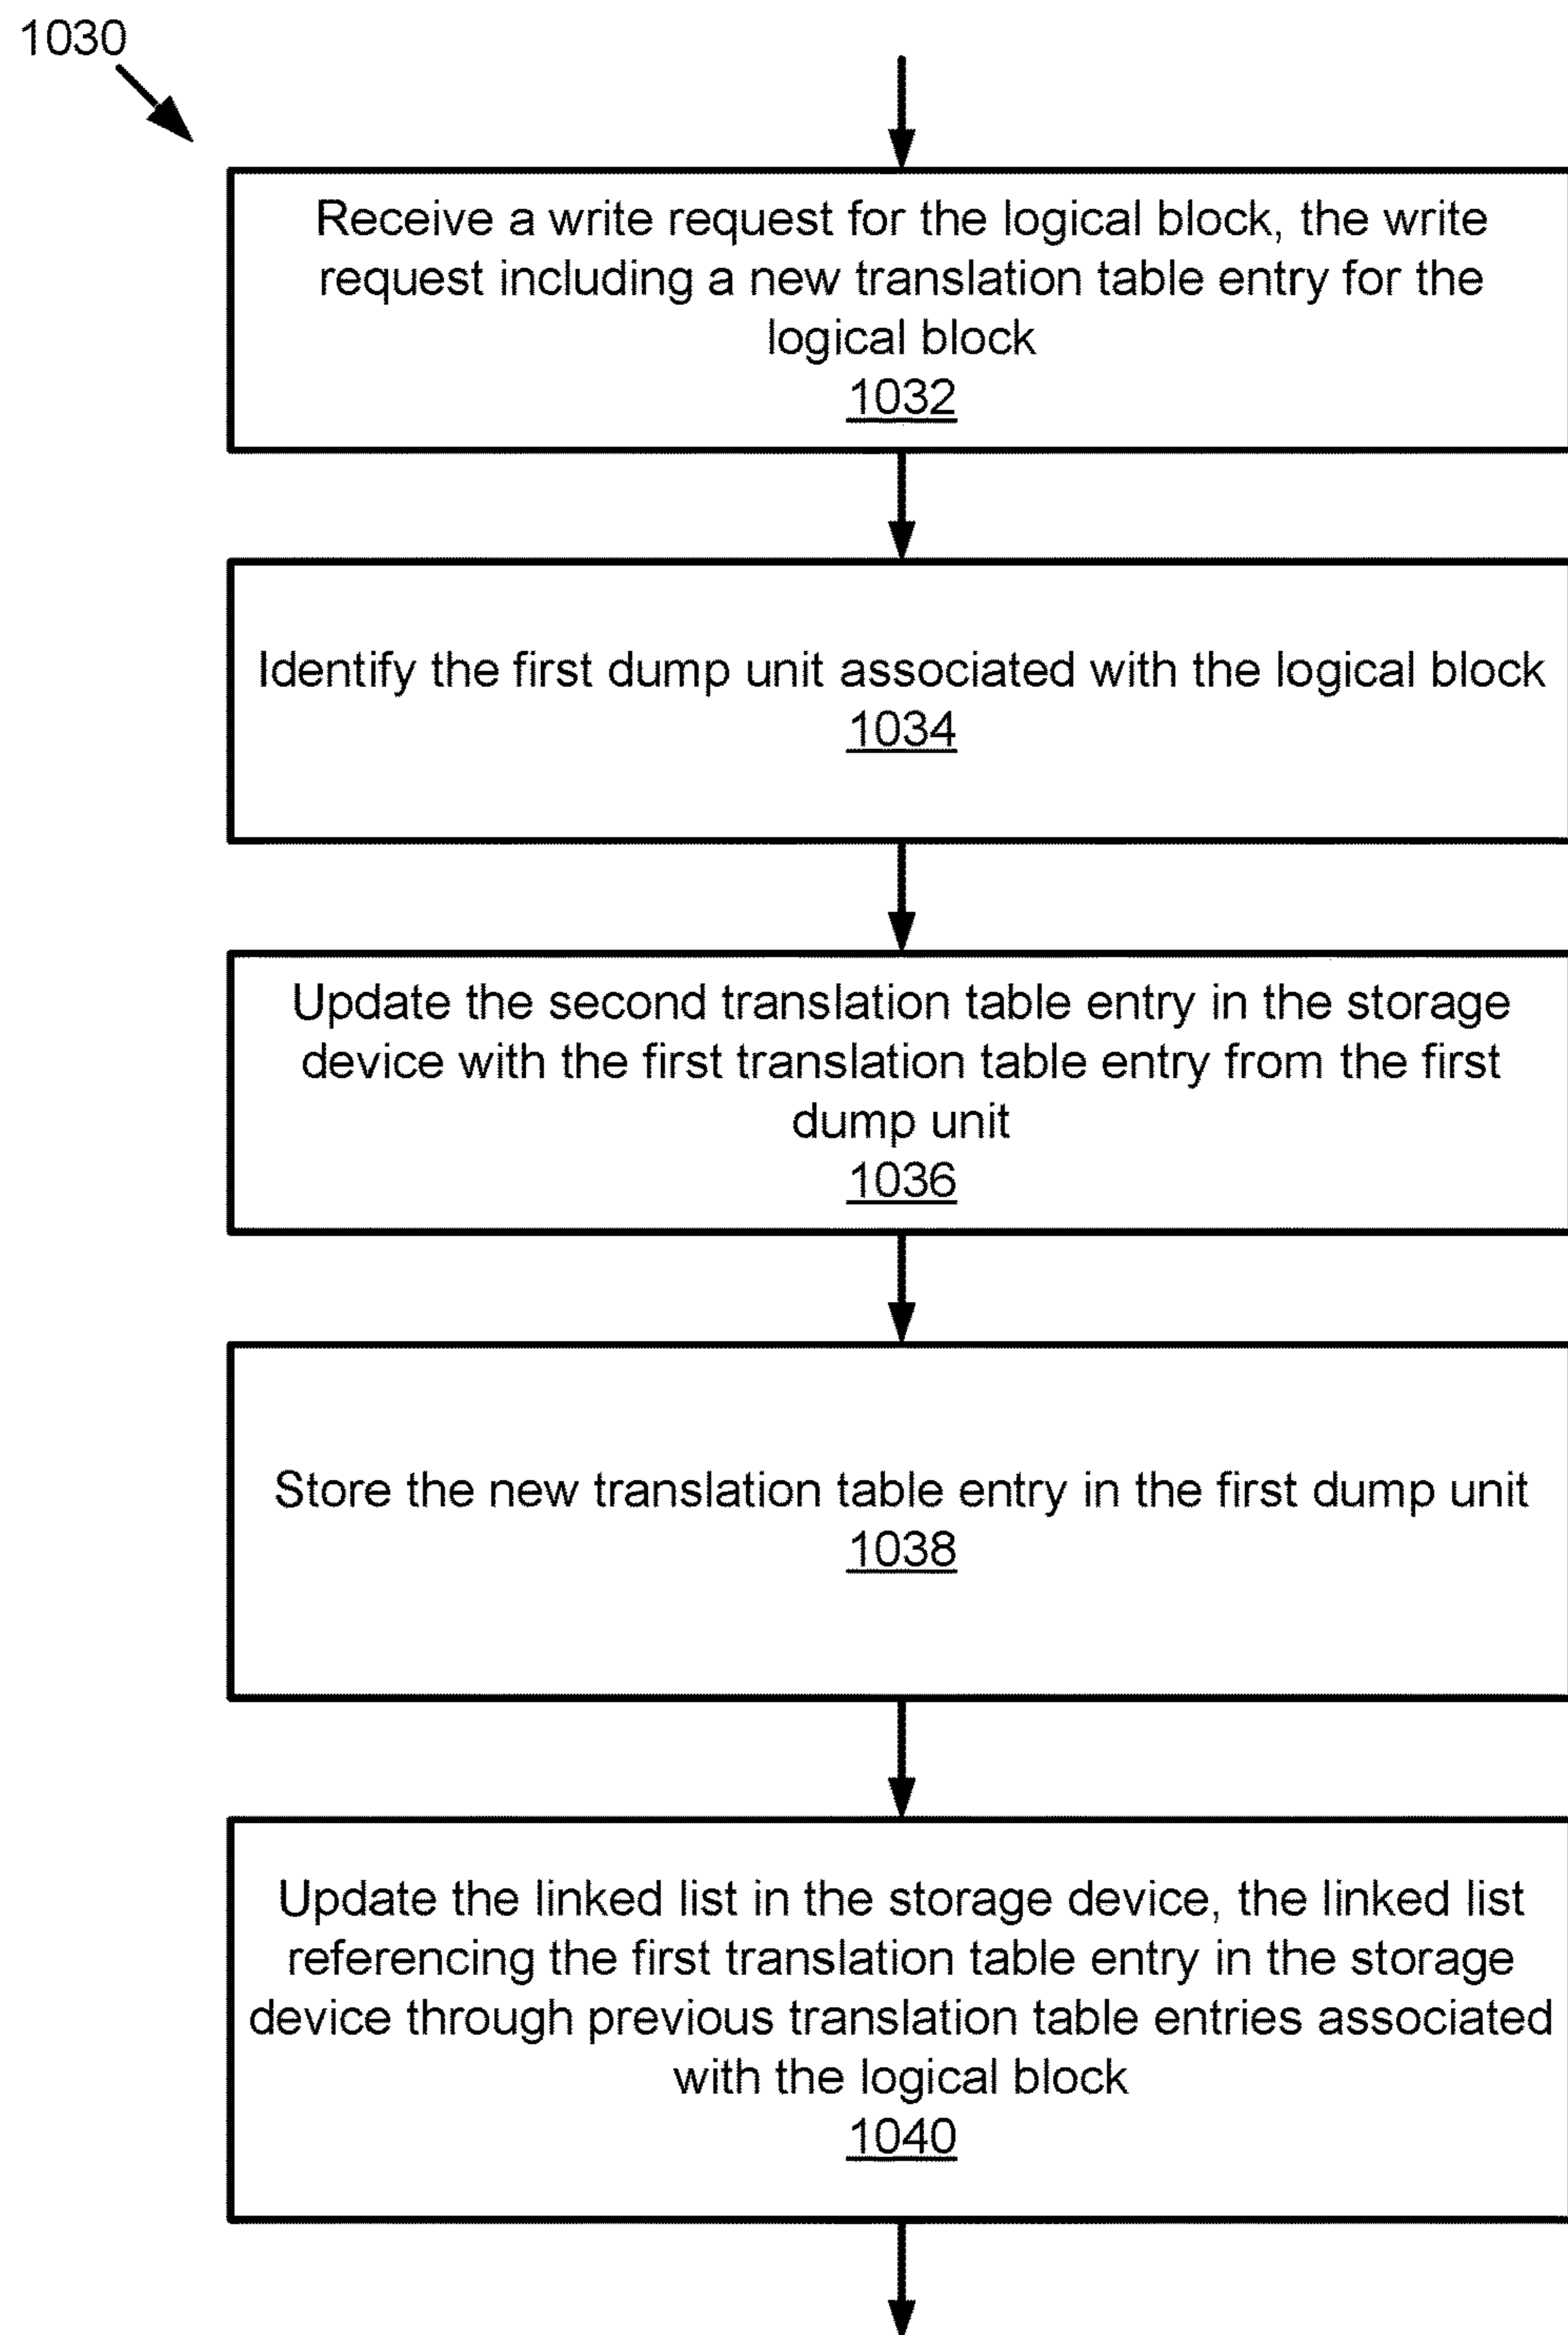 1030
Receive a write request for the logical block, the write
request including a new translation table entry for the
logical block
1032
Identify the first dump unit associated with the logical block
1034
Update the second translation table entry in the storage
device with the first translation table entry from the first
dump unit
1036
Store the new translation table entry in the first dump unit
1038
Update the linked list in the storage device, the linked list
referencing the first translation table entry in the storage
device through previous translation table entries associated
with the logical block
1040